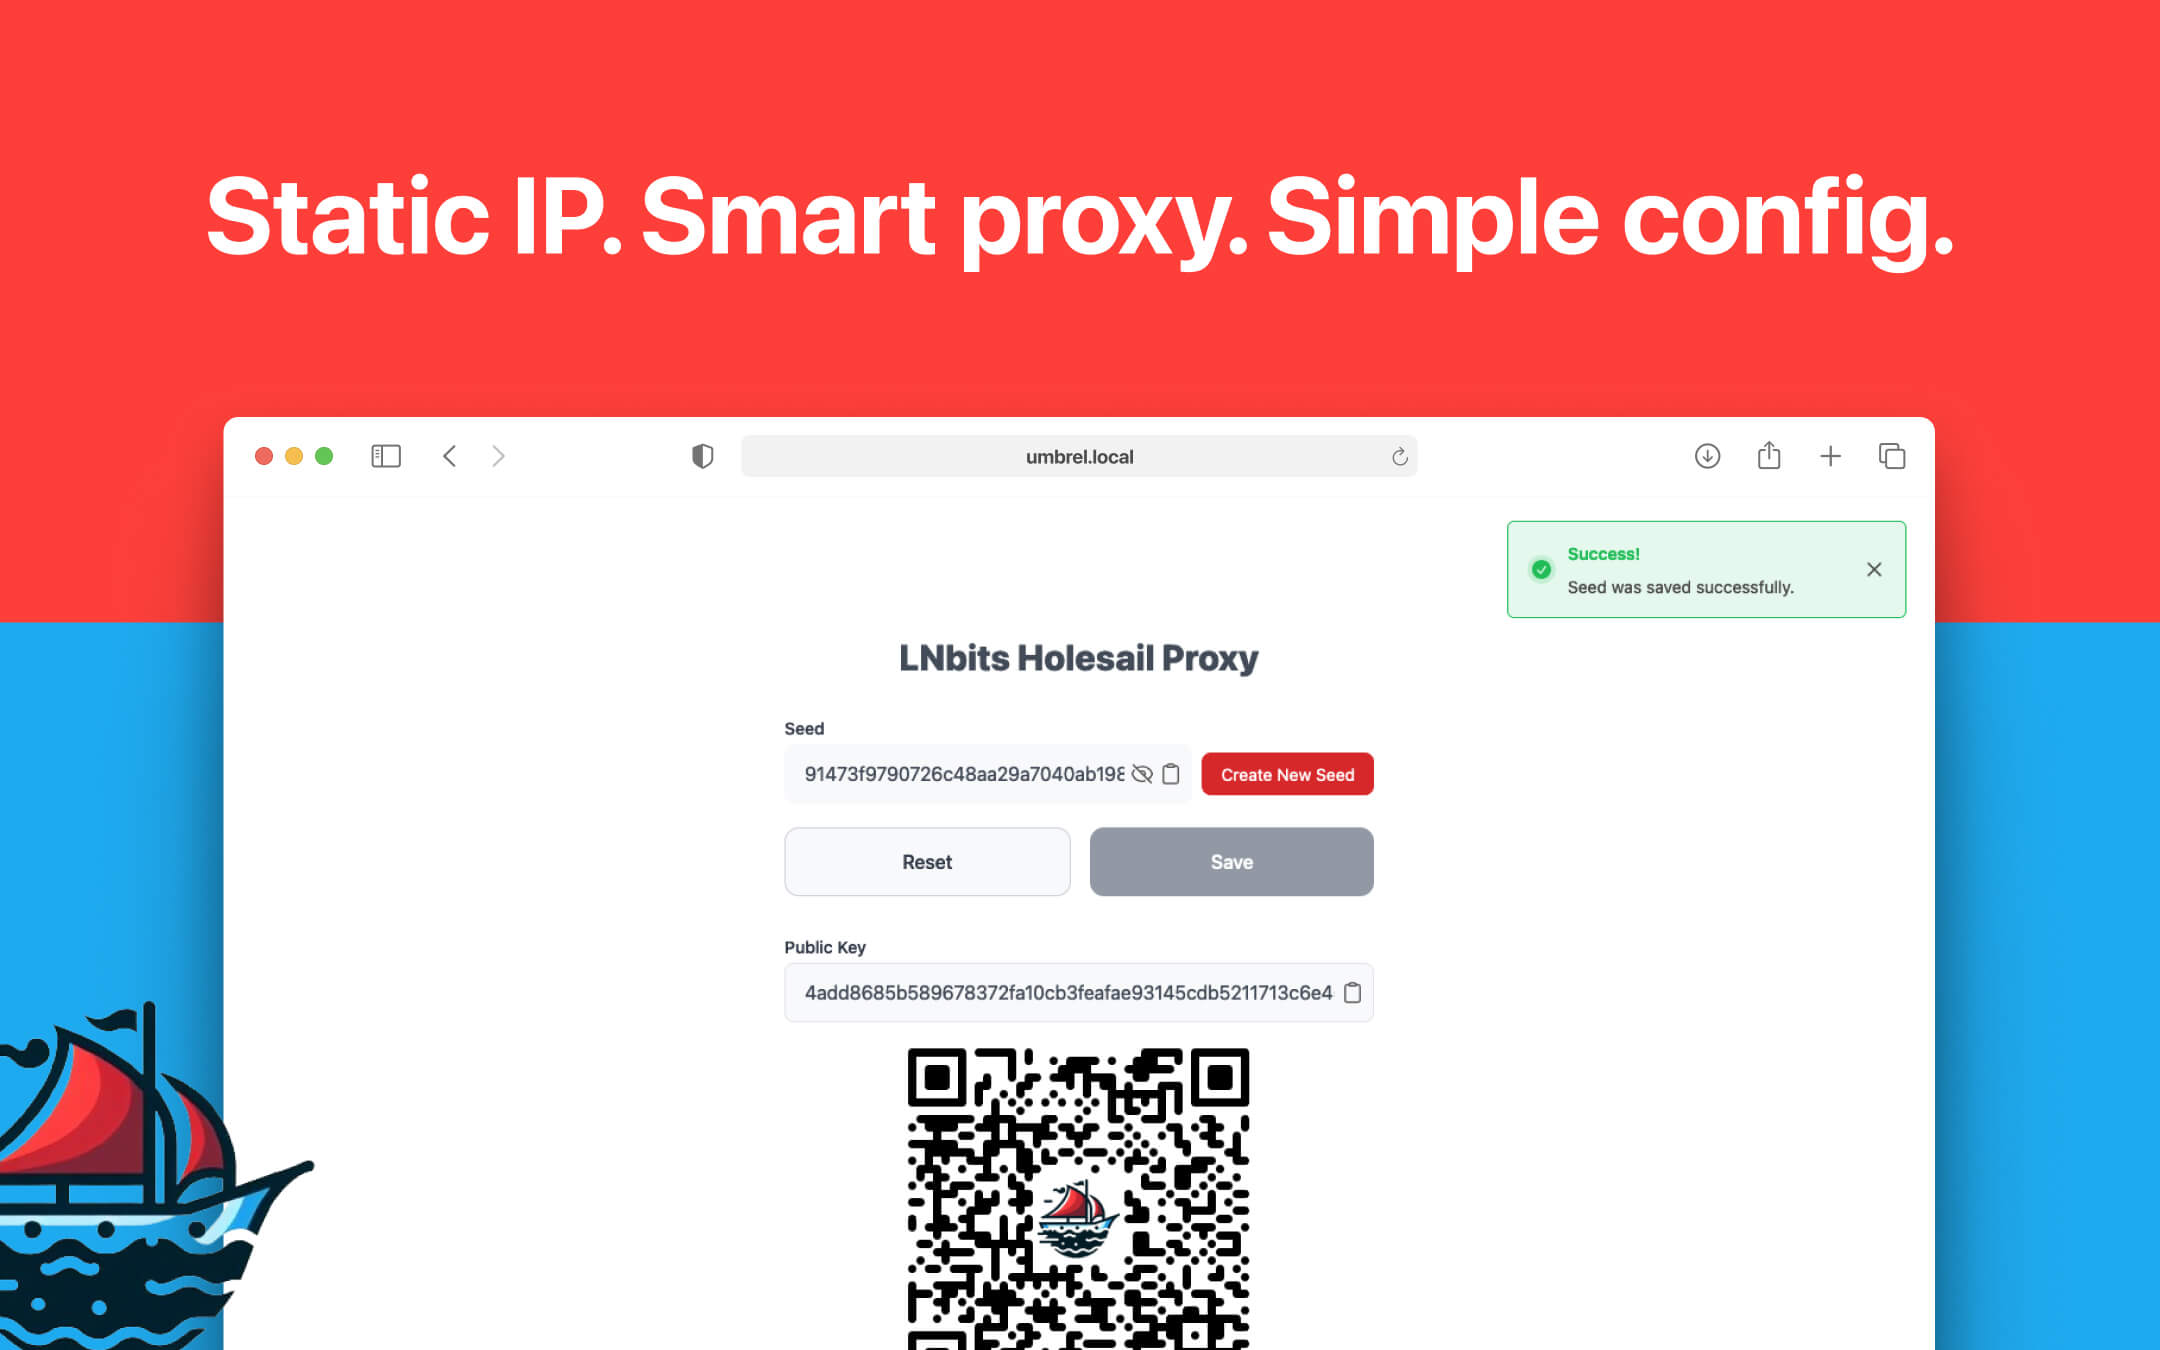 Static IP. Smart proxy. Simple config.
umbrel.local
Success!
Seed was saved successfully.
LNbits Holesail Proxy
Seed
91473f9790726c48aa29a7040ab198
Create New Seed
Reset
Save
Public Key
4add8685b589678372fa10cb3feafae93145cdb5211713c6e4